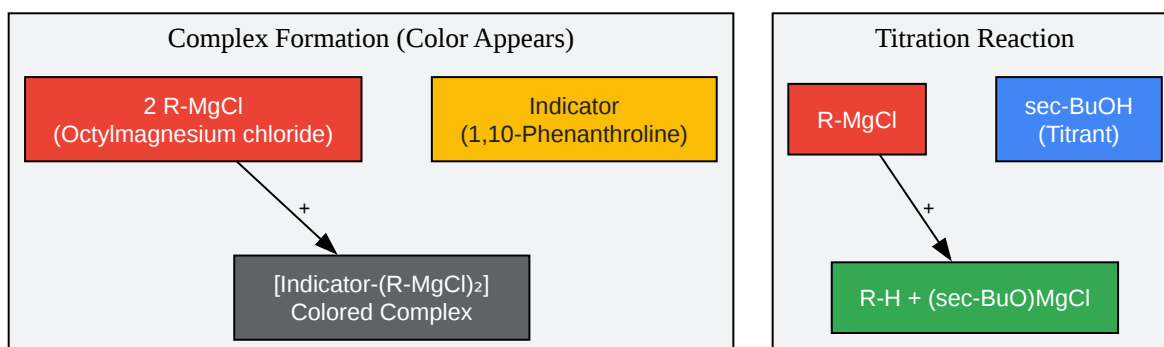 Complex Formation (Color Appears)
2 R-MgCl
(Octylmagnesium chloride)
Indicator
(1,10-Phenanthroline)
+
[Indicator-(R-MgCl)₂]
Colored Complex
Titration Reaction
R-MgCl
sec-BuOH
(Titrant)
+
R-H + (sec-BuO)MgCl